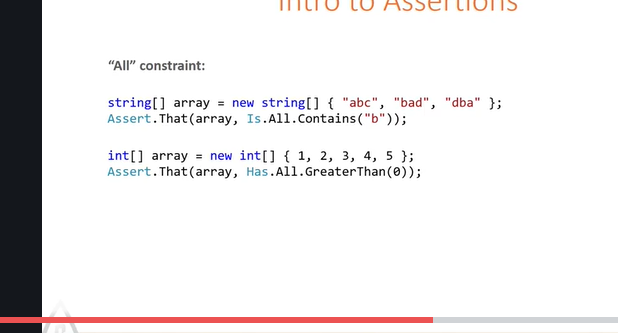 Intro to Assertions
“All” constraint:
string[] array = new string[] { "abc", "bad", "dba" };
Assert.That(array, Is.All.Contains("b"));
int[] array = new int[] { 1, 2, 3, 4, 5 };
Assert.That(array, Has.All.GreaterThan(0));